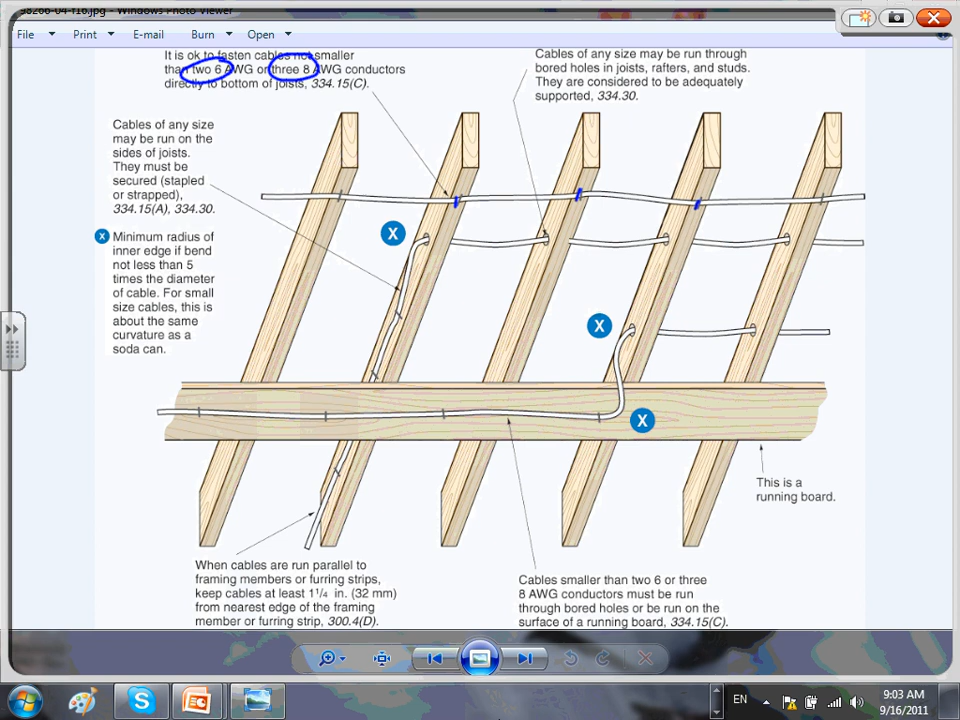 98266-04-f16.jpg - Windows Photo Viewer
File Print E-mail Burn Open
It is ok to fasten cables not smaller
than two 6 AWG or three 8 AWG conductors
directly to bottom of joists, 334.15(C).
Cables of any size may be run through
bored holes in joists, rafters, and studs.
They are considered to be adequately
supported, 334.30.
Cables of any size
may be run on the
sides of joists.
They must be
secured (stapled
or strapped),
334.15(A), 334.30.
X Minimum radius of
inner edge if bend
not less than 5
times the diameter
of cable. For small
size cables, this is
about the same
curvature as a
soda can.
X
X
X
This is a
running board.
When cables are run parallel to
framing members or furring strips,
keep cables at least 1 1/4 in. (32 mm)
from nearest edge of the framing
member or furring strip, 300.4(D).
Cables smaller than two 6 or three
8 AWG conductors must be run
through bored holes or be run on the
surface of a running board, 334.15(C).
EN
9:03 AM
9/16/2011